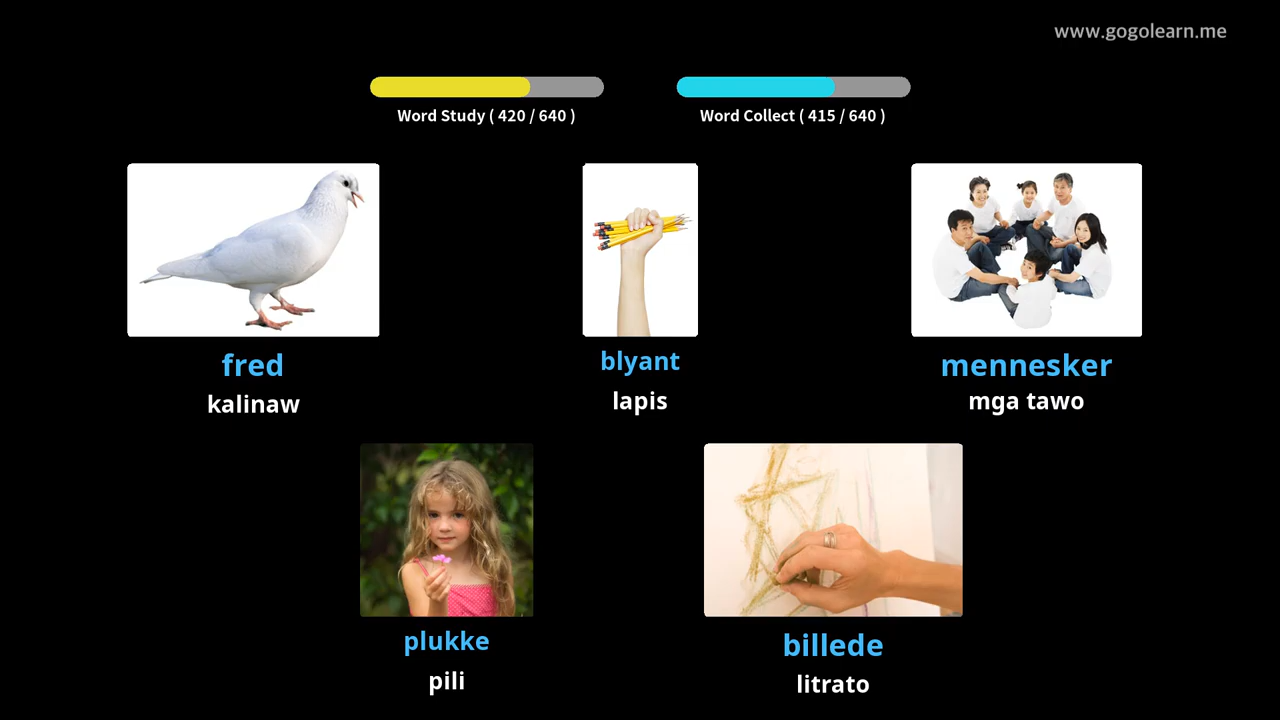 www.gogolearn.me
Word Study ( 420 / 640 )
Word Collect ( 415 / 640 )
fred
kalinaw
blyant
lapis
mennesker
mga tawo
plukke
pili
billede
litrato